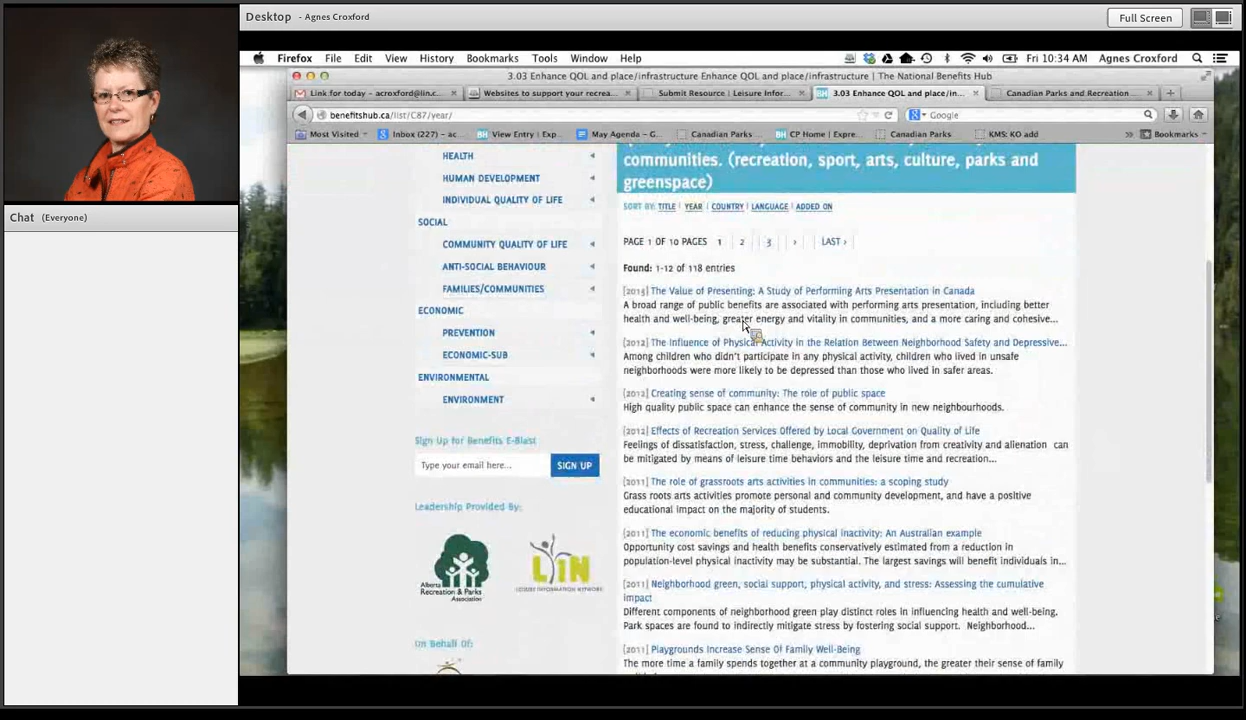 Desktop - Agnes Croxford
Full Screen
Chat (Everyone)
Firefox File Edit View History Bookmarks Tools Window Help
Fri 10:34 AM Agnes Croxford
3.03 Enhance QOL and place/infrastructure Enhance QOL and place/infrastructure | The National Benefits Hub
Link for today – acroxford@lin.c...
Websites to support your recrea...
Submit Resource | Leisure Infor...
BH 3.03 Enhance QOL and place/in...
Canadian Parks and Recreation ...
benefitshub.ca/list/C87/year/
Google
Most Visited
Inbox (227) – ac...
BH View Entry | Exp...
May Agenda – G...
Canadian Parks ...
BH CP Home | Expre...
Canadian Parks ...
KMS: KO add
Bookmarks
HEALTH
HUMAN DEVELOPMENT
INDIVIDUAL QUALITY OF LIFE
SOCIAL
COMMUNITY QUALITY OF LIFE
ANTI-SOCIAL BEHAVIOUR
FAMILIES/COMMUNITIES
ECONOMIC
PREVENTION
ECONOMIC-SUB
ENVIRONMENTAL
ENVIRONMENT
Sign Up for Benefits E-Blast
Type your email here...
SIGN UP
Leadership Provided By:
Alberta
Recreation & Parks
Association
LIN
LEISURE INFORMATION NETWORK
On Behalf Of:
communities. (recreation, sport, arts, culture, parks and
greenspace)
SORT BY: TITLE | YEAR | COUNTRY | LANGUAGE | ADDED ON
PAGE 1 OF 10 PAGES 1 2 3 › LAST ›
Found: 1-12 of 118 entries
The Value of Presenting: A Study of Performing Arts Presentation in Canada
A broad range of public benefits are associated with performing arts presentation, including better
health and well-being, greater energy and vitality in communities, and a more caring and cohesive...
[2012] The Influence of Physical Activity in the Relation Between Neighborhood Safety and Depressive...
Among children who didn't participate in any physical activity, children who lived in unsafe
neighborhoods were more likely to be depressed than those who lived in safer areas.
[2012] Creating sense of community: The role of public space
High quality public space can enhance the sense of community in new neighbourhoods.
[2012] Effects of Recreation Services Offered by Local Government on Quality of Life
Feelings of dissatisfaction, stress, challenge, immobility, deprivation from creativity and alienation can
be mitigated by means of leisure time behaviors and the leisure time and recreation...
[2011] The role of grassroots arts activities in communities: a scoping study
Grass roots arts activities promote personal and community development, and have a positive
educational impact on the majority of students.
[2011] The economic benefits of reducing physical inactivity: An Australian example
Opportunity cost savings and health benefits conservatively estimated from a reduction in
population-level physical inactivity may be substantial. The largest savings will benefit individuals in...
[2011] Neighborhood green, social support, physical activity, and stress: Assessing the cumulative
impact
Different components of neighborhood green play distinct roles in influencing health and well-being.
Park spaces are found to indirectly mitigate stress by fostering social support. Neighborhood...
[2011] Playgrounds Increase Sense Of Family Well-Being
The more time a family spends together at a community playground, the greater their sense of family